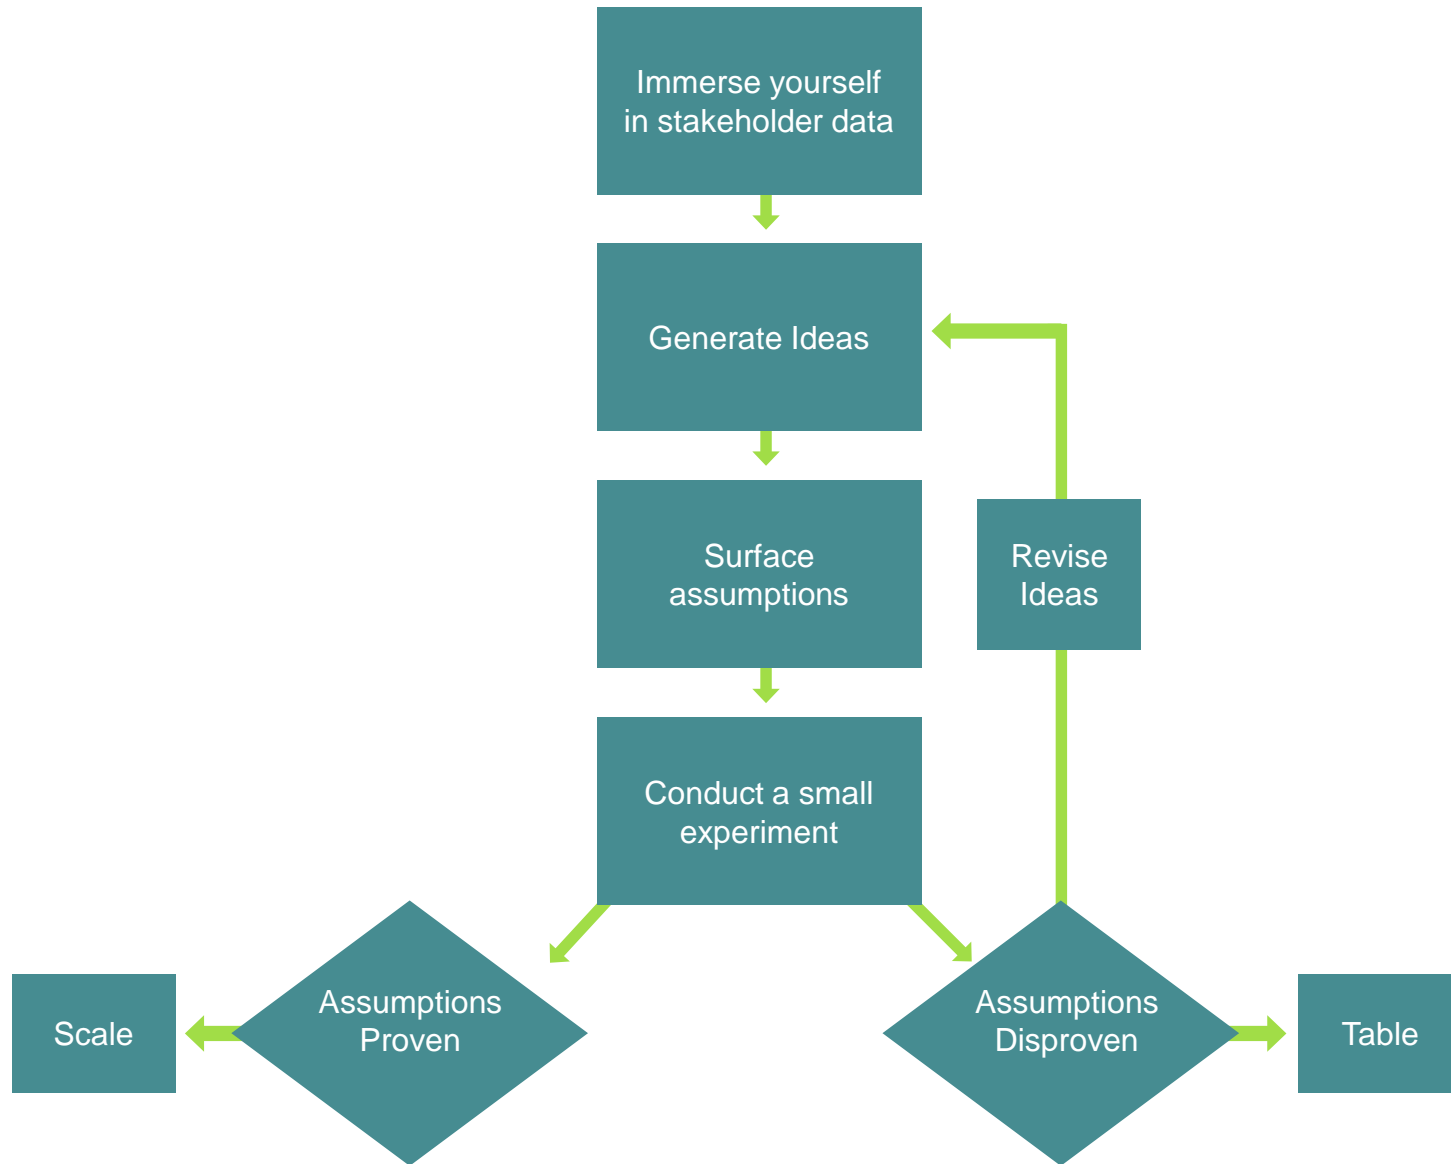 Immerse yourself
in stakeholder data
Generate Ideas
Surface
assumptions
Revise
Ideas
Conduct a small
experiment
Assumptions
Proven
Assumptions
Disproven
Scale
Table